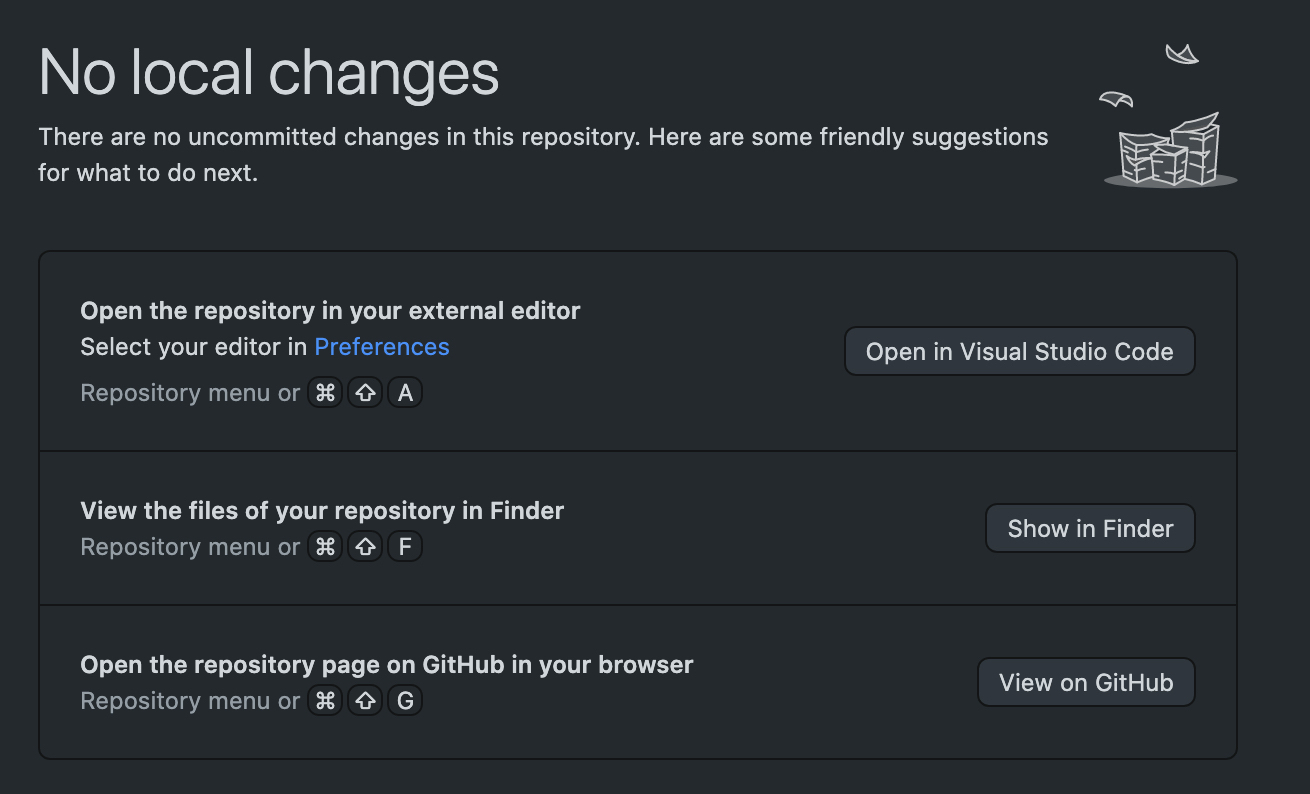 No local changes
There are no uncommitted changes in this repository. Here are some friendly suggestions
for what to do next.
Open the repository in your external editor
Select your editor in Preferences
Open in Visual Studio Code
Repository menu or ⌘ ⇧ A
View the files of your repository in Finder
Repository menu or ⌘ ⇧ F
Show in Finder
Open the repository page on GitHub in your browser
Repository menu or ⌘ ⇧ G
View on GitHub